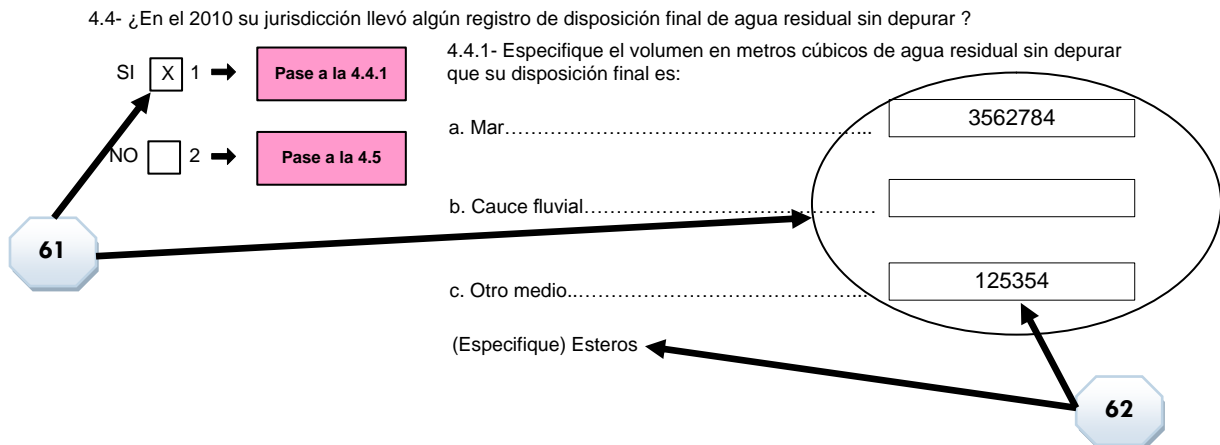 4.4- ¿En el 2010 su jurisdicción llevó algún registro de disposición final de agua residual sin depurar ?
SI X 1 Pase a la 4.4.1
NO 2 Pase a la 4.5
4.4.1- Especifique el volumen en metros cúbicos de agua residual sin depurar
que su disposición final es:
a. Mar……………………………………………... 3562784
b. Cauce fluvial………………………………
c. Otro medio..………………………………... 125354
(Especifique) Esteros
61
62